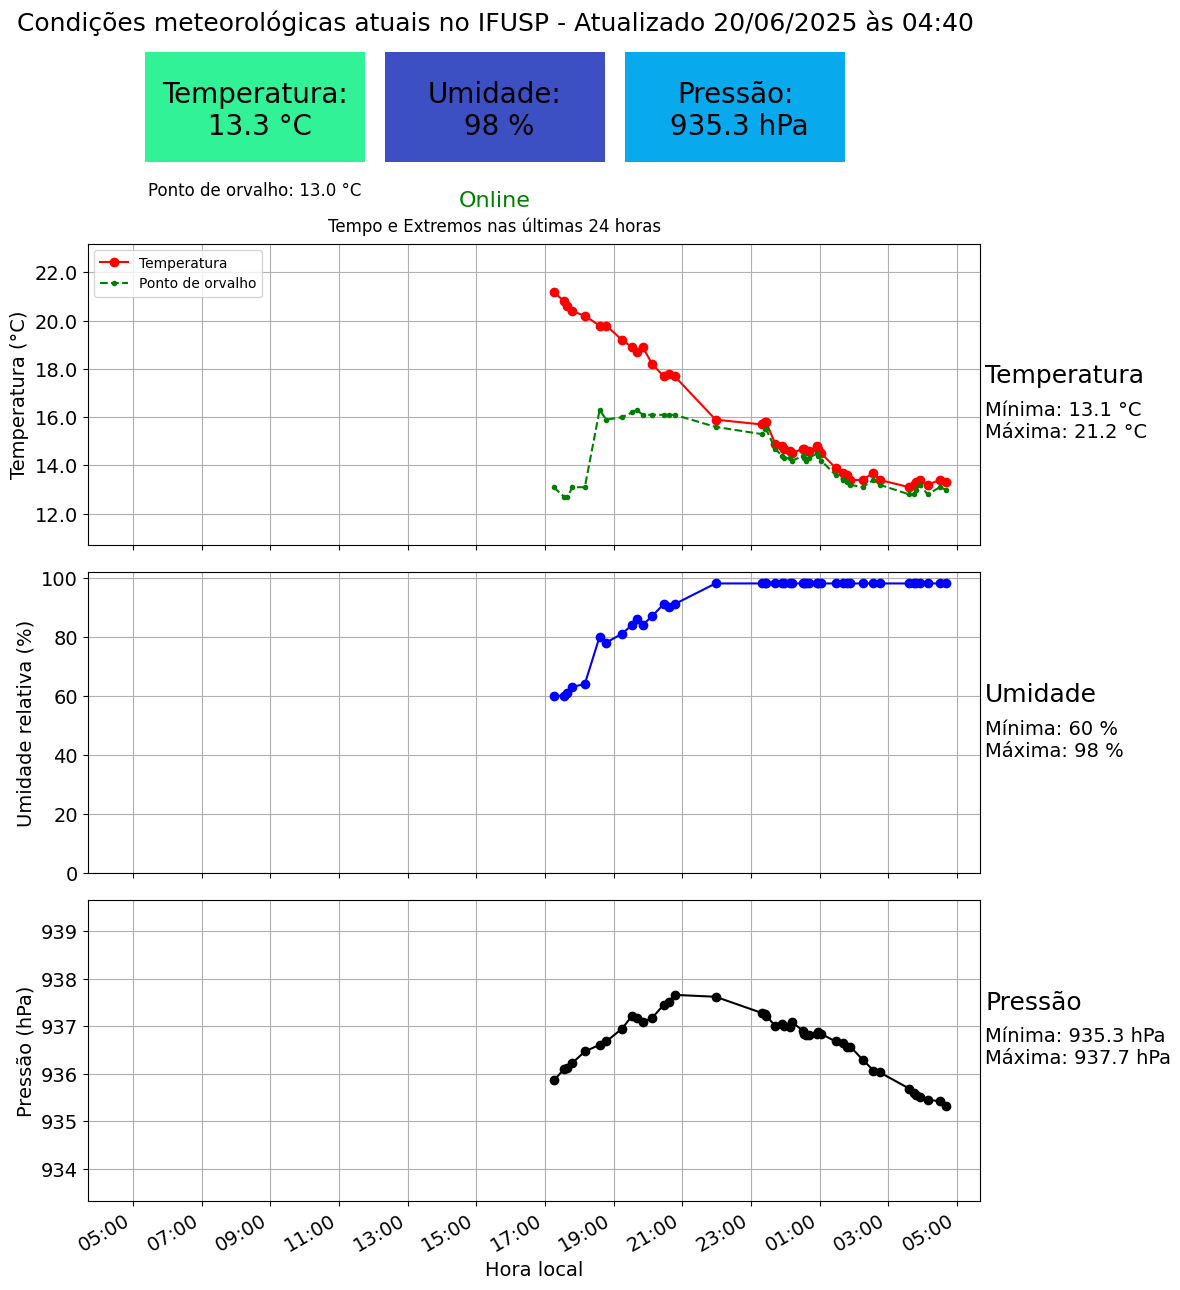 Condições meteorológicas atuais no IFUSP - Atualizado 20/06/2025 às 04:40
Temperatura:
13.3 °C
Umidade:
98 %
Pressão:
935.3 hPa
Ponto de orvalho: 13.0 °C
Online
Tempo e Extremos nas últimas 24 horas
Temperatura
Ponto de orvalho
Temperatura (°C)
22.0
20.0
18.0
16.0
14.0
12.0
Temperatura
Mínima: 13.1 °C
Máxima: 21.2 °C
Umidade relativa (%)
100
80
60
40
20
0
Umidade
Mínima: 60 %
Máxima: 98 %
Pressão (hPa)
939
938
937
936
935
934
Pressão
Mínima: 935.3 hPa
Máxima: 937.7 hPa
05:00 07:00 09:00 11:00 13:00 15:00 17:00 19:00 21:00 23:00 01:00 03:00 05:00
Hora local